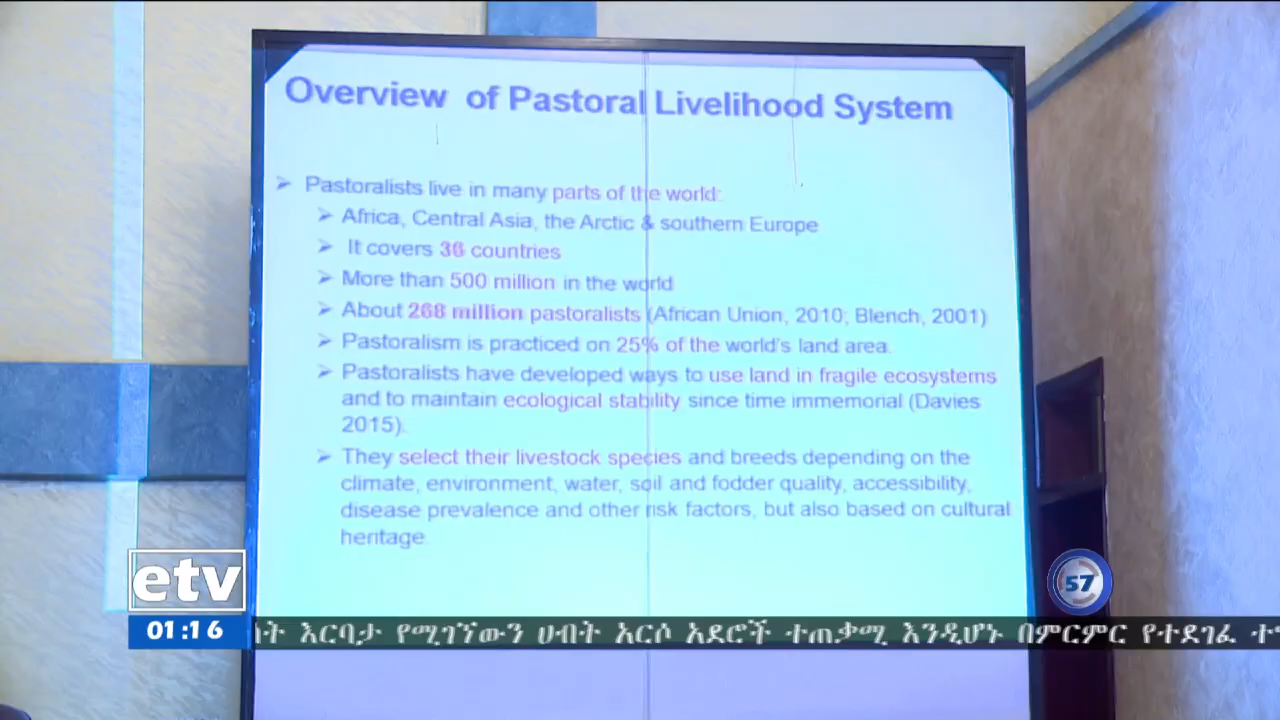 Overview of Pastoral Livelihood System
➢ Pastoralists live in many parts of the world:
➢ Africa, Central Asia, the Arctic & southern Europe
➢ It covers 36 countries
➢ More than 500 million in the world
➢ About 268 million pastoralists (African Union, 2010; Blench, 2001)
➢ Pastoralism is practiced on 25% of the world's land area.
➢ Pastoralists have developed ways to use land in fragile ecosystems
and to maintain ecological stability since time immemorial (Davies
2015).
➢ They select their livestock species and breeds depending on the
climate, environment, water, soil and fodder quality, accessibility,
disease prevalence and other risk factors, but also based on cultural
heritage
etv
57
01:16
እርባታ የሚገኘውን ሀብት አርሶ አደሮች ተጠቃሚ እንዲሆኑ በምርምር የተደገፈ